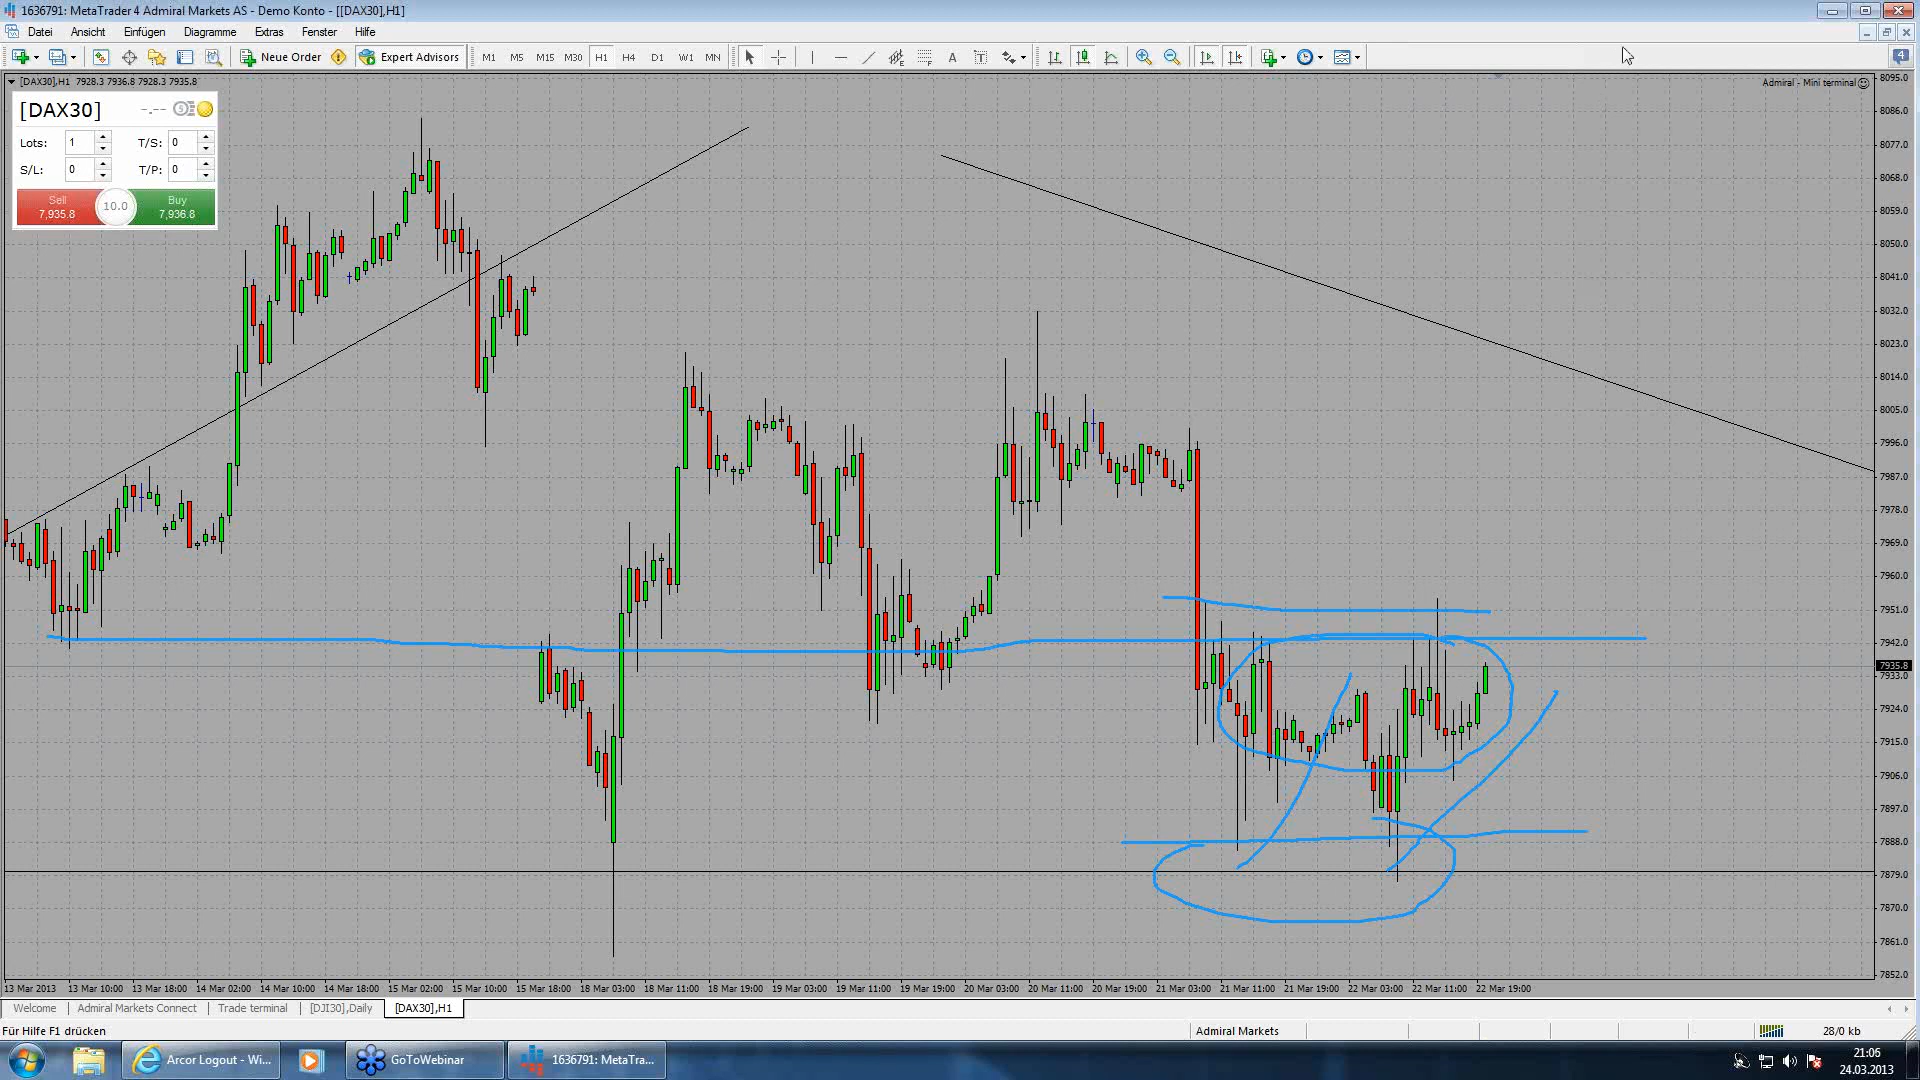 1636791: MetaTrader 4 Admiral Markets AS - Demo Konto - [[DAX30],H1]
Datei Ansicht Einfügen Diagramme Extras Fenster Hilfe
Neue Order Expert Advisors M1 M5 M15 M30 H1 H4 D1 W1 MN A T 4
[DAX30],H1 7928.3 7936.8 7928.3 7935.8
Admiral - Mini terminal
[DAX30] -.--
Lots: 1 T/S: 0
S/L: 0 T/P: 0
Sell 10.0 Buy
7,935.8 7,936.8
8095.0
8086.0
8077.0
8068.0
8059.0
8050.0
8041.0
8032.0
8023.0
8014.0
8005.0
7996.0
7987.0
7978.0
7969.0
7960.0
7951.0
7942.0
7935.8
7933.0
7924.0
7915.0
7906.0
7897.0
7888.0
7879.0
7870.0
7861.0
7852.0
13 Mar 2013 13 Mar 10:00 13 Mar 18:00 14 Mar 02:00 14 Mar 10:00 14 Mar 18:00 15 Mar 02:00 15 Mar 10:00 15 Mar 18:00 18 Mar 03:00 18 Mar 11:00 18 Mar 19:00 19 Mar 03:00 19 Mar 11:00 19 Mar 19:00 20 Mar 03:00 20 Mar 11:00 20 Mar 19:00 21 Mar 03:00 21 Mar 11:00 21 Mar 19:00 22 Mar 03:00 22 Mar 11:00 22 Mar 19:00
Welcome Admiral Markets Connect Trade terminal [DJI30],Daily [DAX30],H1
Für Hilfe F1 drücken Admiral Markets 28/0 kb
Arcor Logout - Wi... GoToWebinar 1636791: MetaTra... 21:06
24.03.2013